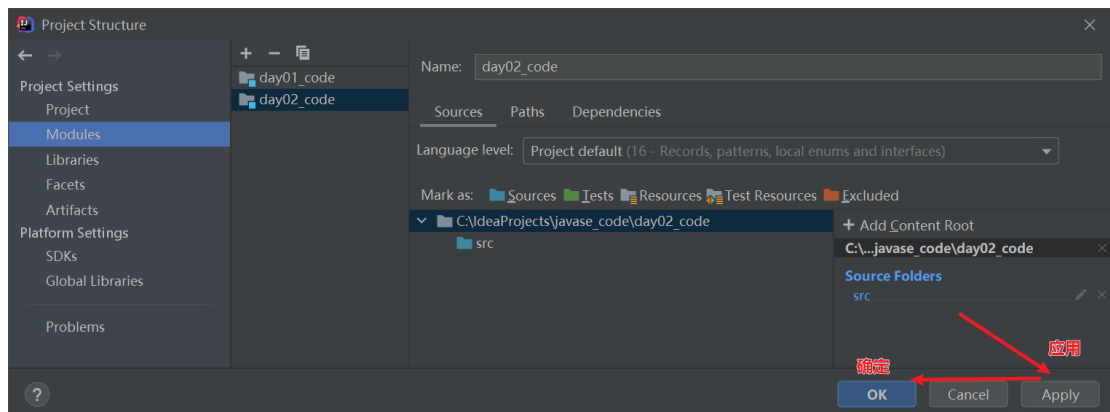 Project Structure
Project Settings
Project
Modules
Libraries
Facets
Artifacts
Platform Settings
SDKs
Global Libraries
Problems
day01_code
day02_code
Name: day02_code
Sources Paths Dependencies
Language level: Project default (16 - Records, patterns, local enums and interfaces)
Mark as: Sources Tests Resources Test Resources Excluded
C:\IdeaProjects\javase_code\day02_code
src
+ Add Content Root
C:\...javase_code\day02_code
Source Folders
src
应用
确定
? OK Cancel Apply